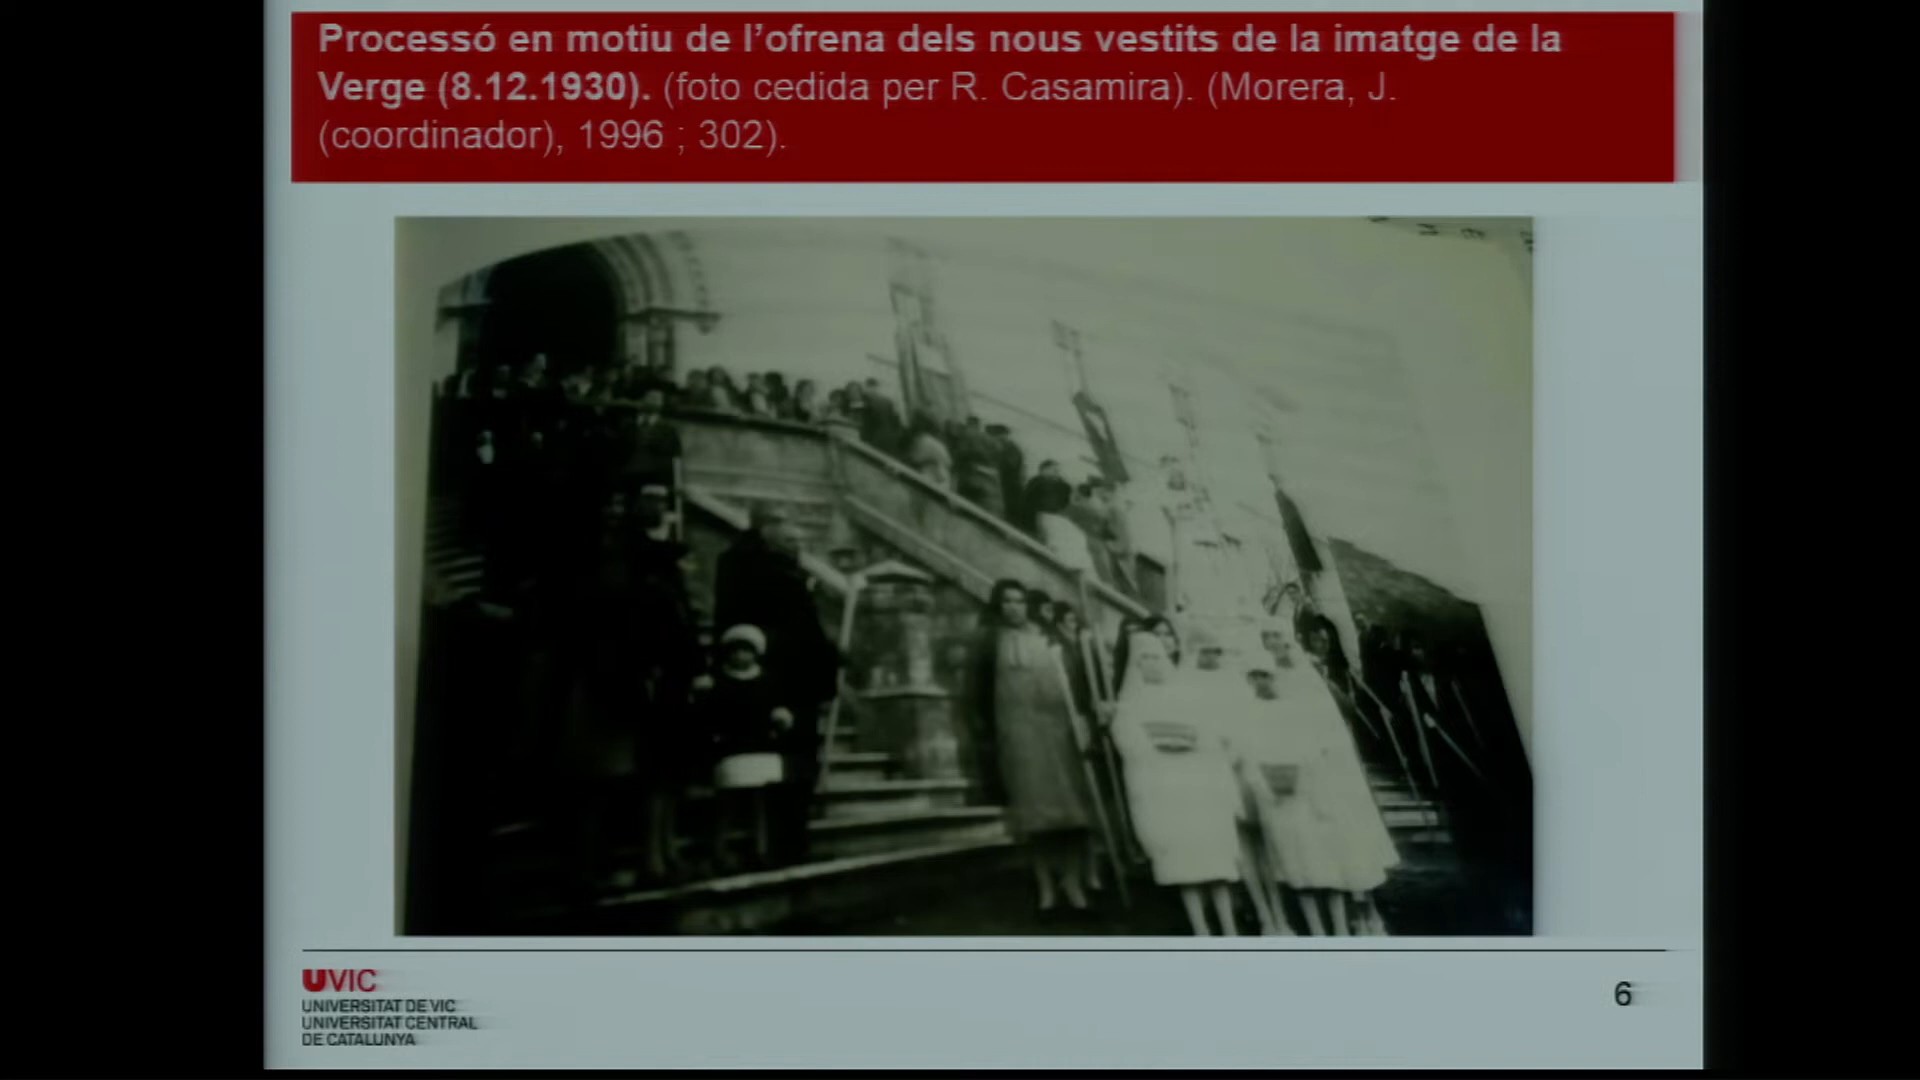 Processó en motiu de l’ofrena dels nous vestits de la imatge de la
Verge (8.12.1930). (foto cedida per R. Casamira). (Morera, J.
(coordinador), 1996 ; 302).
UVIC
UNIVERSITAT DE VIC
UNIVERSITAT CENTRAL
DE CATALUNYA
6